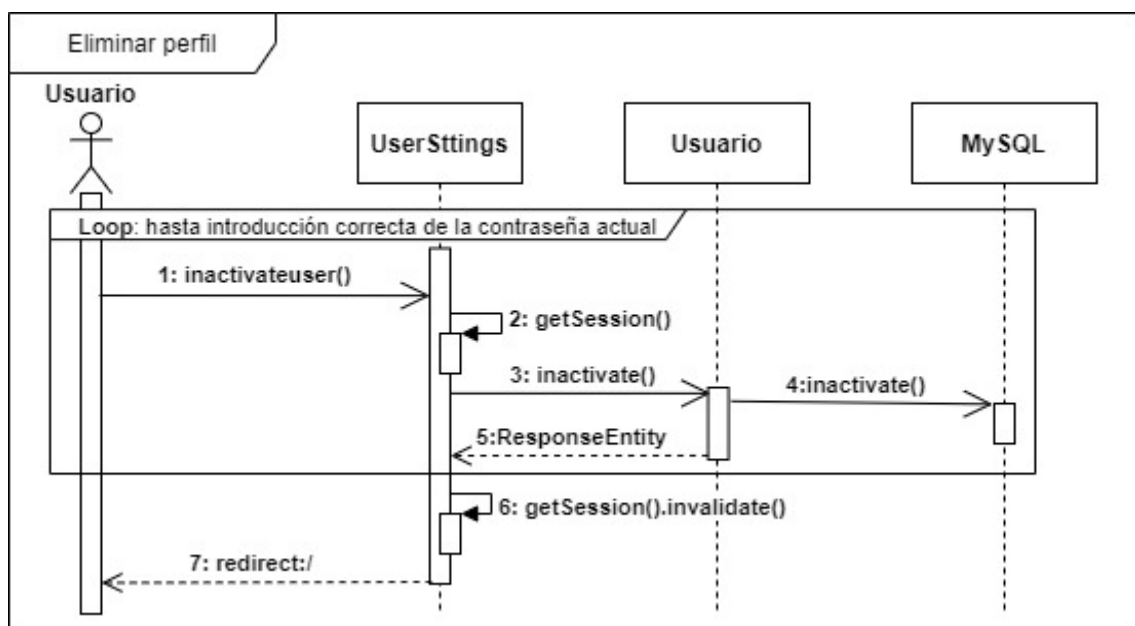 Eliminar perfil
Usuario
UserSttings
Usuario
MySQL
Loop: hasta introducción correcta de la contraseña actual
1: inactivateuser()
2: getSession()
3: inactivate()
4:inactivate()
5:ResponseEntity
6: getSession().invalidate()
7: redirect:/